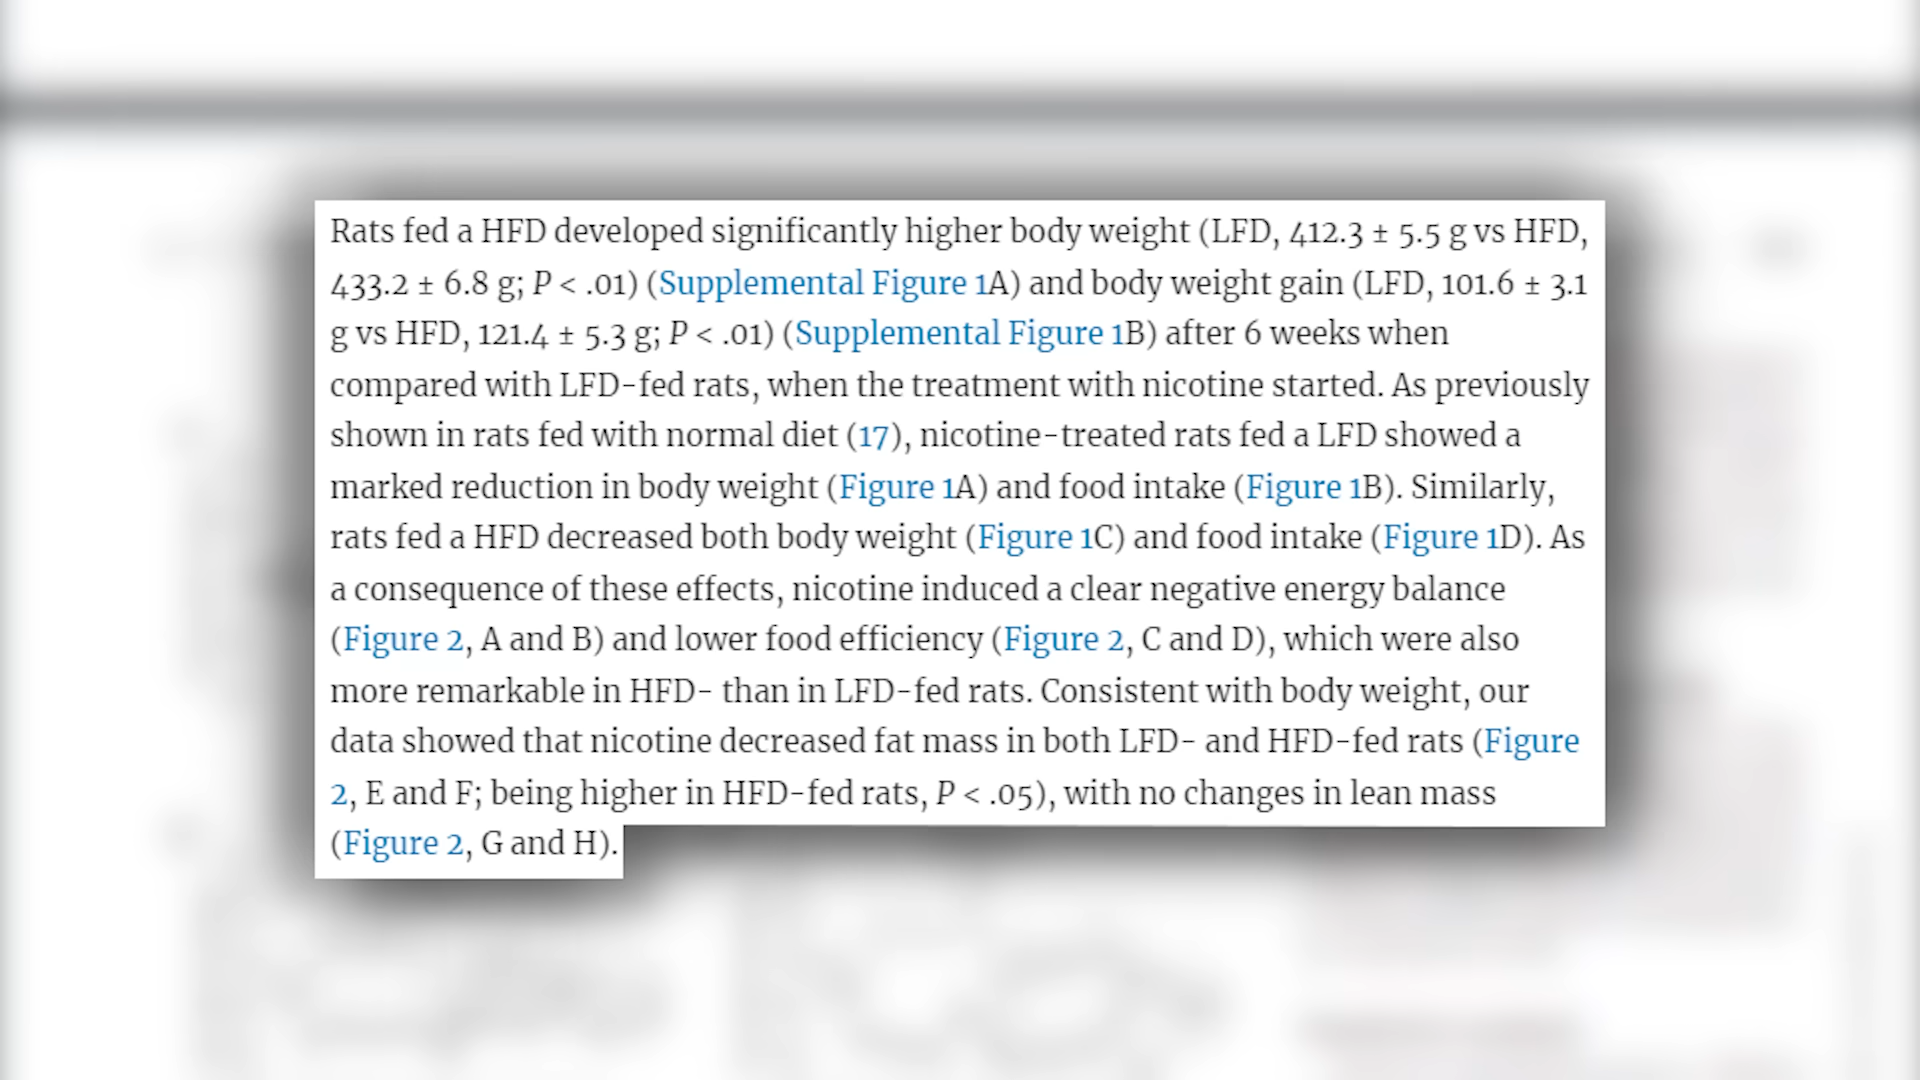 Rats fed a HFD developed significantly higher body weight (LFD, 412.3 ± 5.5 g vs HFD,
433.2 ± 6.8 g; P < .01) (Supplemental Figure 1A) and body weight gain (LFD, 101.6 ± 3.1
g vs HFD, 121.4 ± 5.3 g; P < .01) (Supplemental Figure 1B) after 6 weeks when
compared with LFD-fed rats, when the treatment with nicotine started. As previously
shown in rats fed with normal diet (17), nicotine-treated rats fed a LFD showed a
marked reduction in body weight (Figure 1A) and food intake (Figure 1B). Similarly,
rats fed a HFD decreased both body weight (Figure 1C) and food intake (Figure 1D). As
a consequence of these effects, nicotine induced a clear negative energy balance
(Figure 2, A and B) and lower food efficiency (Figure 2, C and D), which were also
more remarkable in HFD- than in LFD-fed rats. Consistent with body weight, our
data showed that nicotine decreased fat mass in both LFD- and HFD-fed rats (Figure
2, E and F; being higher in HFD-fed rats, P < .05), with no changes in lean mass
(Figure 2, G and H).